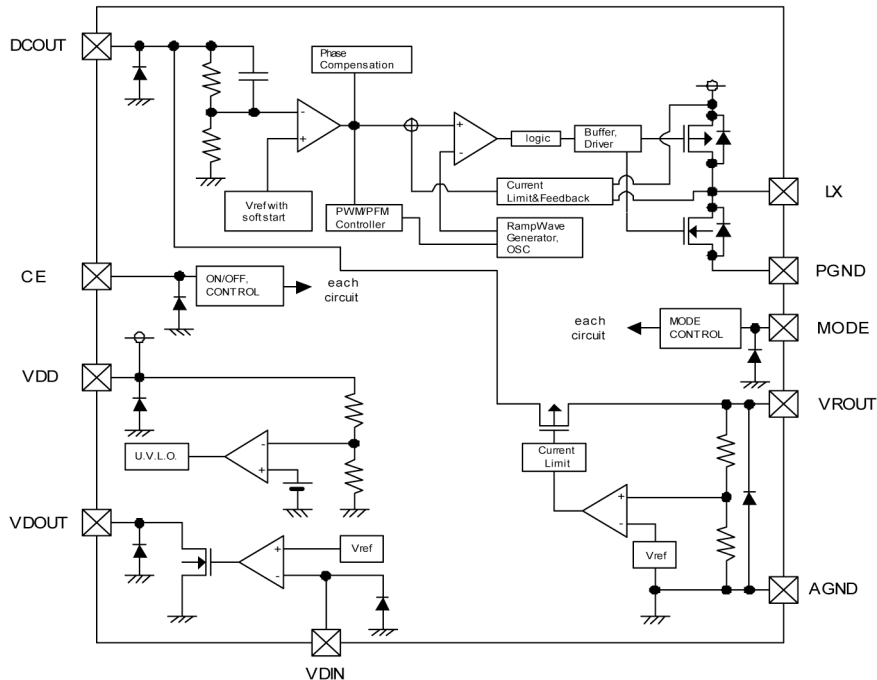 DCOUT
Phase
Compensation
-
+
+
-
logic
Buffer,
Driver
Vref with
soft start
PWM/PFM
Controller
Current
Limit&Feedback
RampWave
Generator,
OSC
LX
PGND
CE
ON/OFF,
CONTROL
each
circuit
each
circuit
MODE
CONTROL
MODE
VDD
VROUT
U.V.L.O.
-
+
Current
Limit
+
-
Vref
VDOUT
+
-
Vref
AGND
VDIN